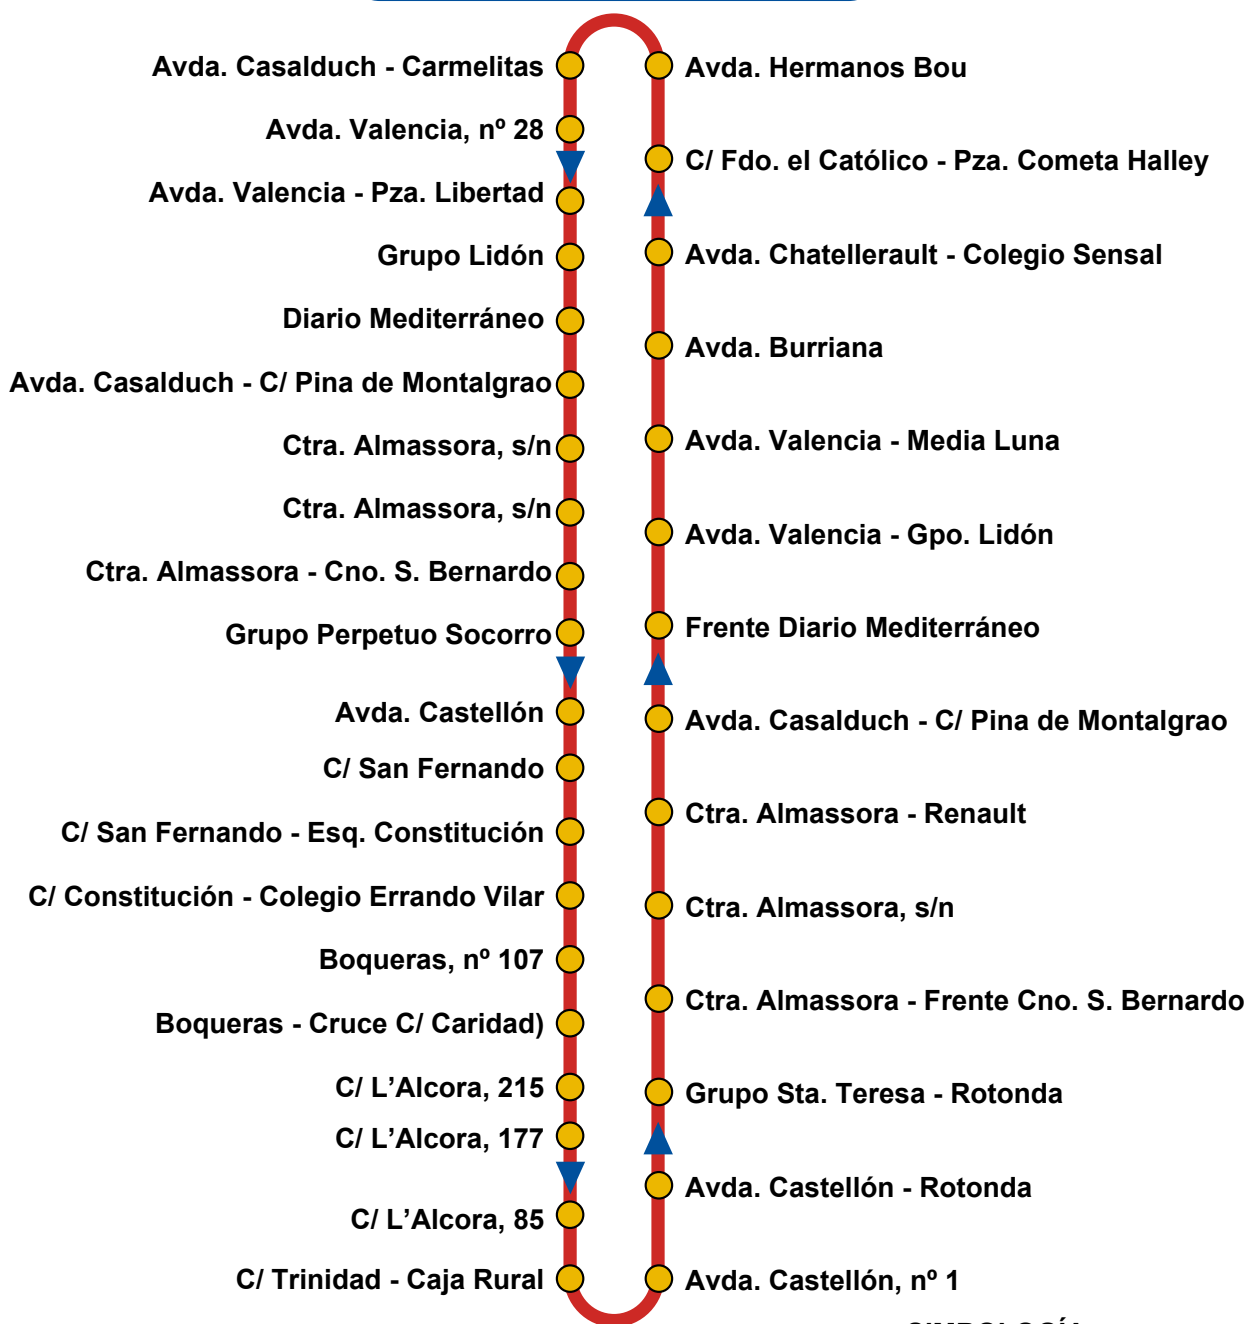 Avda. Casalduch - Carmelitas
Avda. Valencia, nº 28
Avda. Valencia - Pza. Libertad
Grupo Lidón
Diario Mediterráneo
Avda. Casalduch - C/ Pina de Montalgrao
Ctra. Almassora, s/n
Ctra. Almassora, s/n
Ctra. Almassora - Cno. S. Bernardo
Grupo Perpetuo Socorro
Avda. Castellón
C/ San Fernando
C/ San Fernando - Esq. Constitución
C/ Constitución - Colegio Errando Vilar
Boqueras, nº 107
Boqueras - Cruce C/ Caridad)
C/ L’Alcora, 215
C/ L’Alcora, 177
C/ L’Alcora, 85
C/ Trinidad - Caja Rural
Avda. Hermanos Bou
C/ Fdo. el Católico - Pza. Cometa Halley
Avda. Chatellerault - Colegio Sensal
Avda. Burriana
Avda. Valencia - Media Luna
Avda. Valencia - Gpo. Lidón
Frente Diario Mediterráneo
Avda. Casalduch - C/ Pina de Montalgrao
Ctra. Almassora - Renault
Ctra. Almassora, s/n
Ctra. Almassora - Frente Cno. S. Bernardo
Grupo Sta. Teresa - Rotonda
Avda. Castellón - Rotonda
Avda. Castellón, nº 1
SIMBOLOGÍA